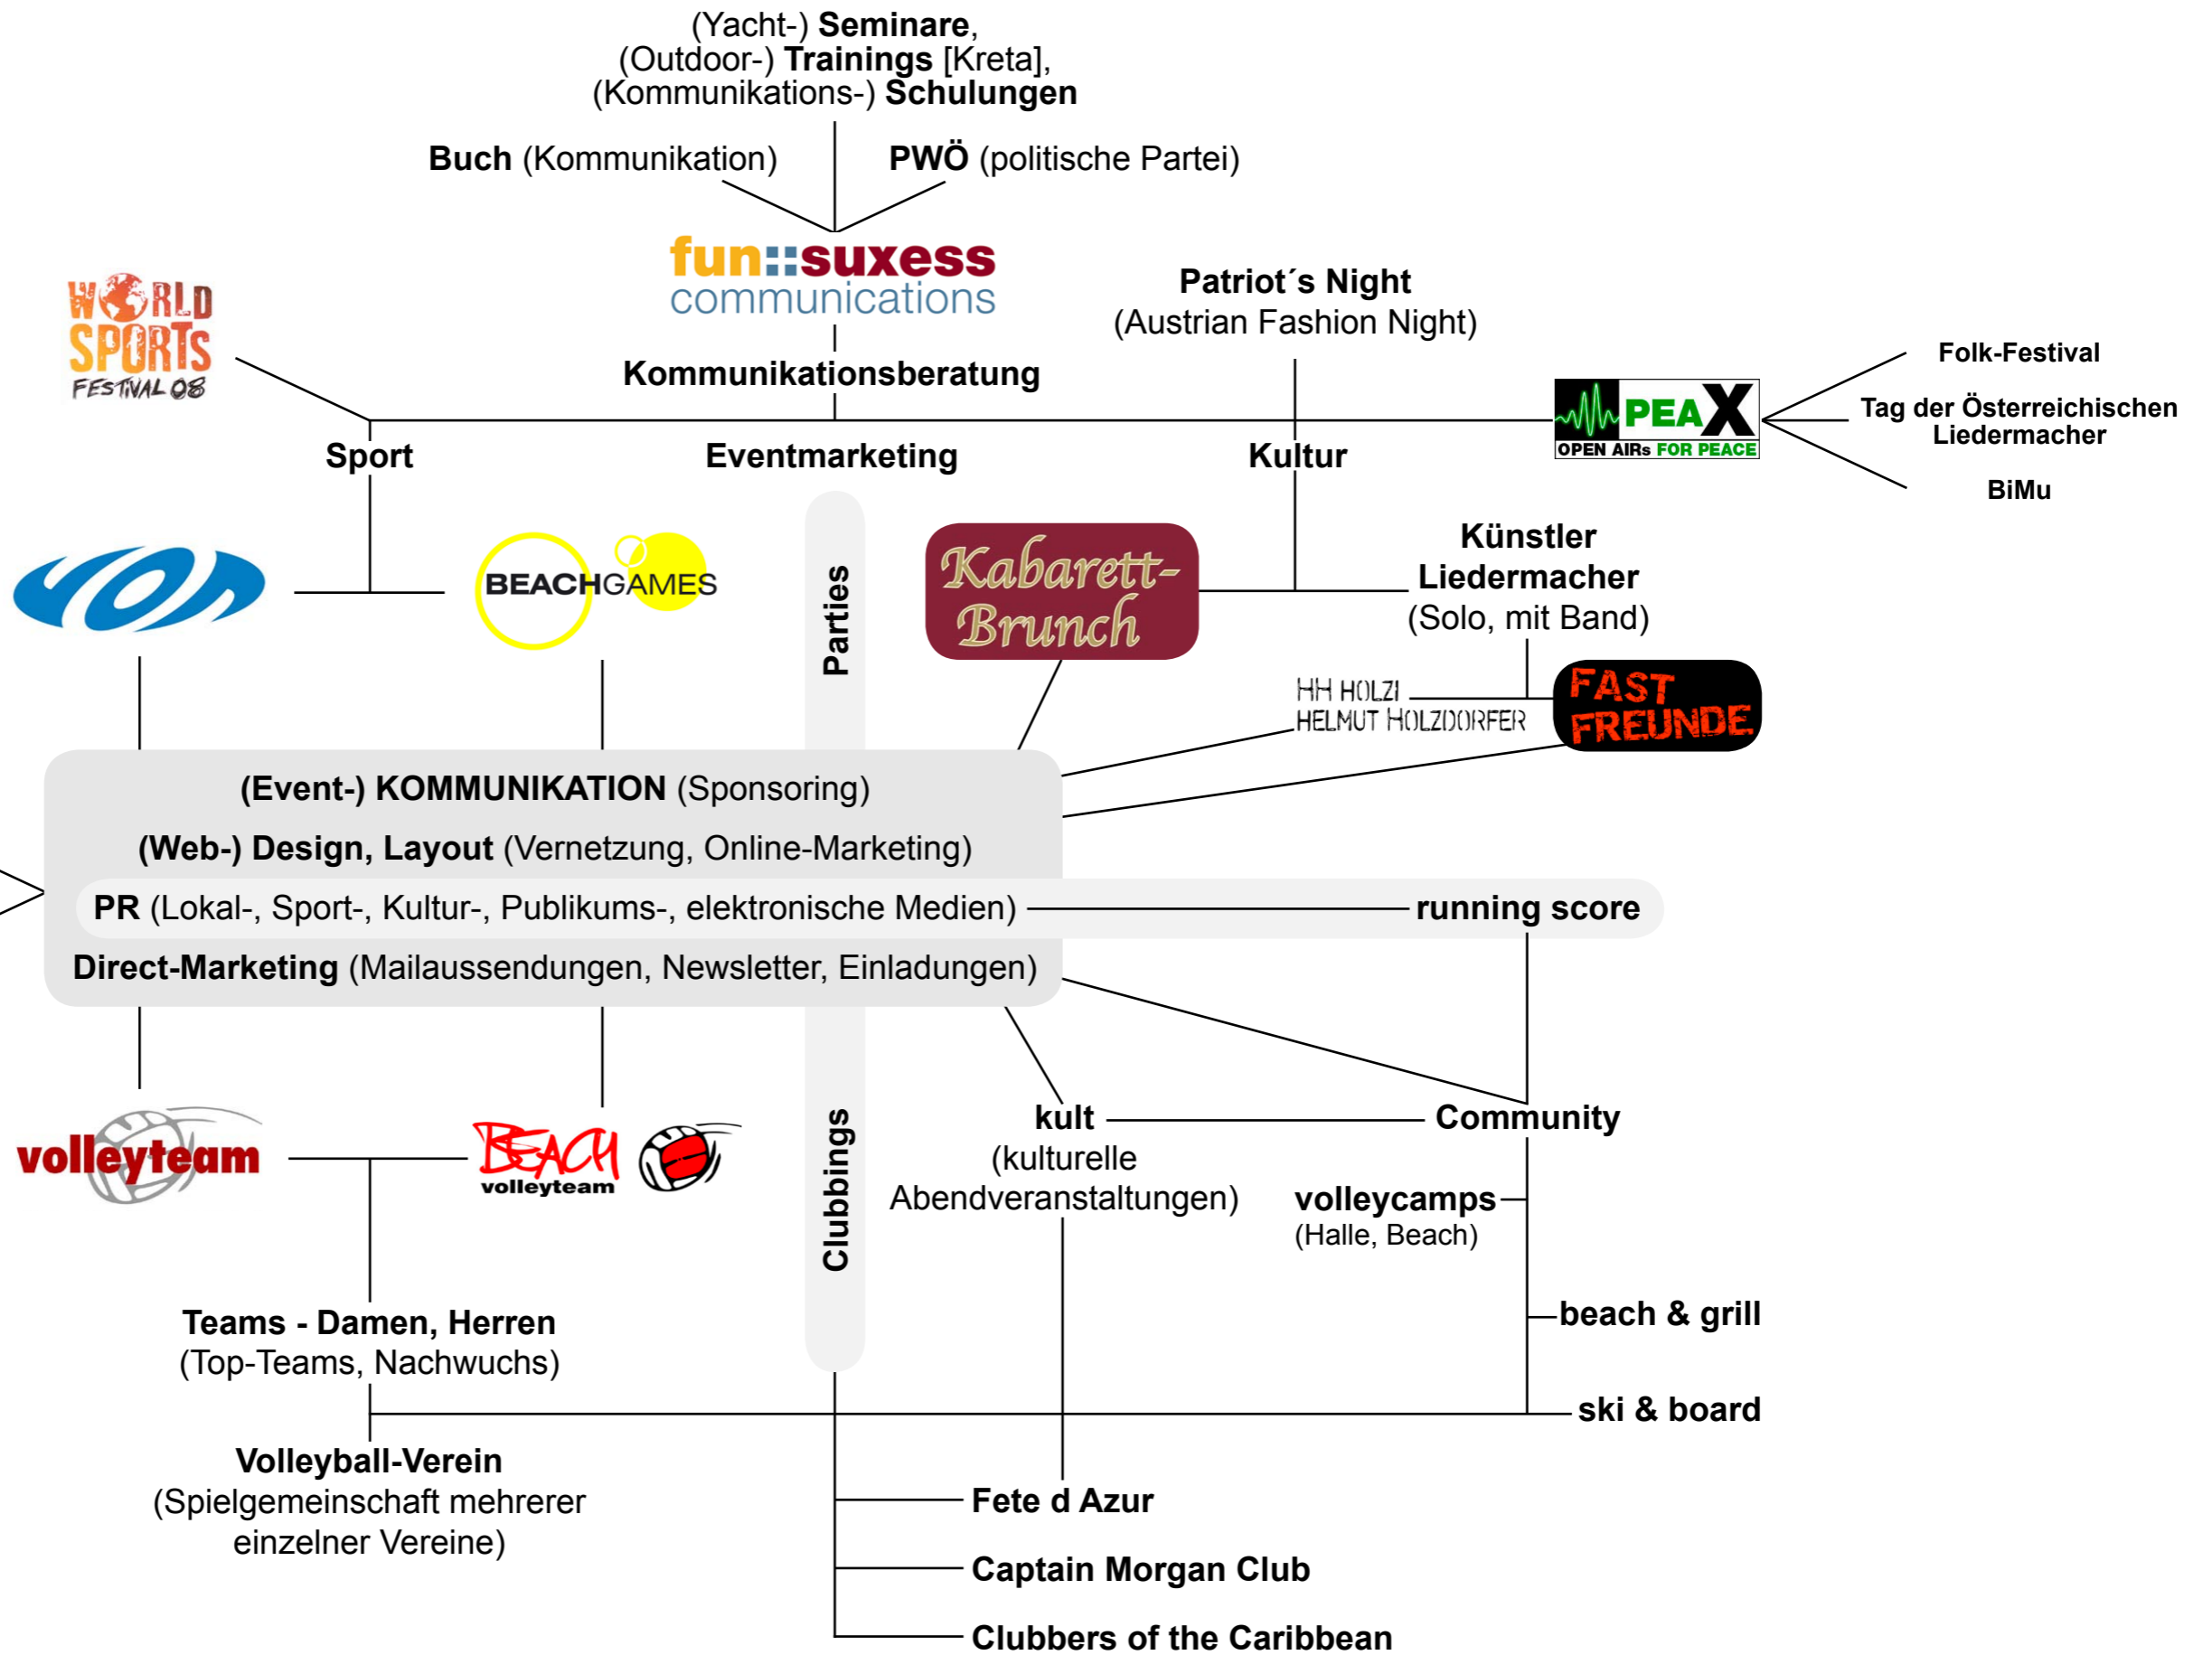 (Yacht-) Seminare,
(Outdoor-) Trainings [Kreta],
(Kommunikations-) Schulungen
Buch (Kommunikation)
PWÖ (politische Partei)
fun::suxess
communications
Patriot´s Night
(Austrian Fashion Night)
WORLD
SPORTS
FESTIVAL 08
Kommunikationsberatung
Folk-Festival
PEAX
OPEN AIRs FOR PEACE
Tag der Österreichischen
Liedermacher
BiMu
Sport
Eventmarketing
Kultur
BEACHGAMES
Parties
Kabarett-
Brunch
Künstler
Liedermacher
(Solo, mit Band)
HH HOLZI
HELMUT HOLZDORFER
FAST
FREUNDE
(Event-) KOMMUNIKATION (Sponsoring)
(Web-) Design, Layout (Vernetzung, Online-Marketing)
PR (Lokal-, Sport-, Kultur-, Publikums-, elektronische Medien)
running score
Direct-Marketing (Mailaussendungen, Newsletter, Einladungen)
volleyteam
BEACH
volleyteam
Clubbings
kult
(kulturelle
Abendveranstaltungen)
Community
volleycamps
(Halle, Beach)
beach & grill
ski & board
Teams - Damen, Herren
(Top-Teams, Nachwuchs)
Volleyball-Verein
(Spielgemeinschaft mehrerer
einzelner Vereine)
Fete d Azur
Captain Morgan Club
Clubbers of the Caribbean